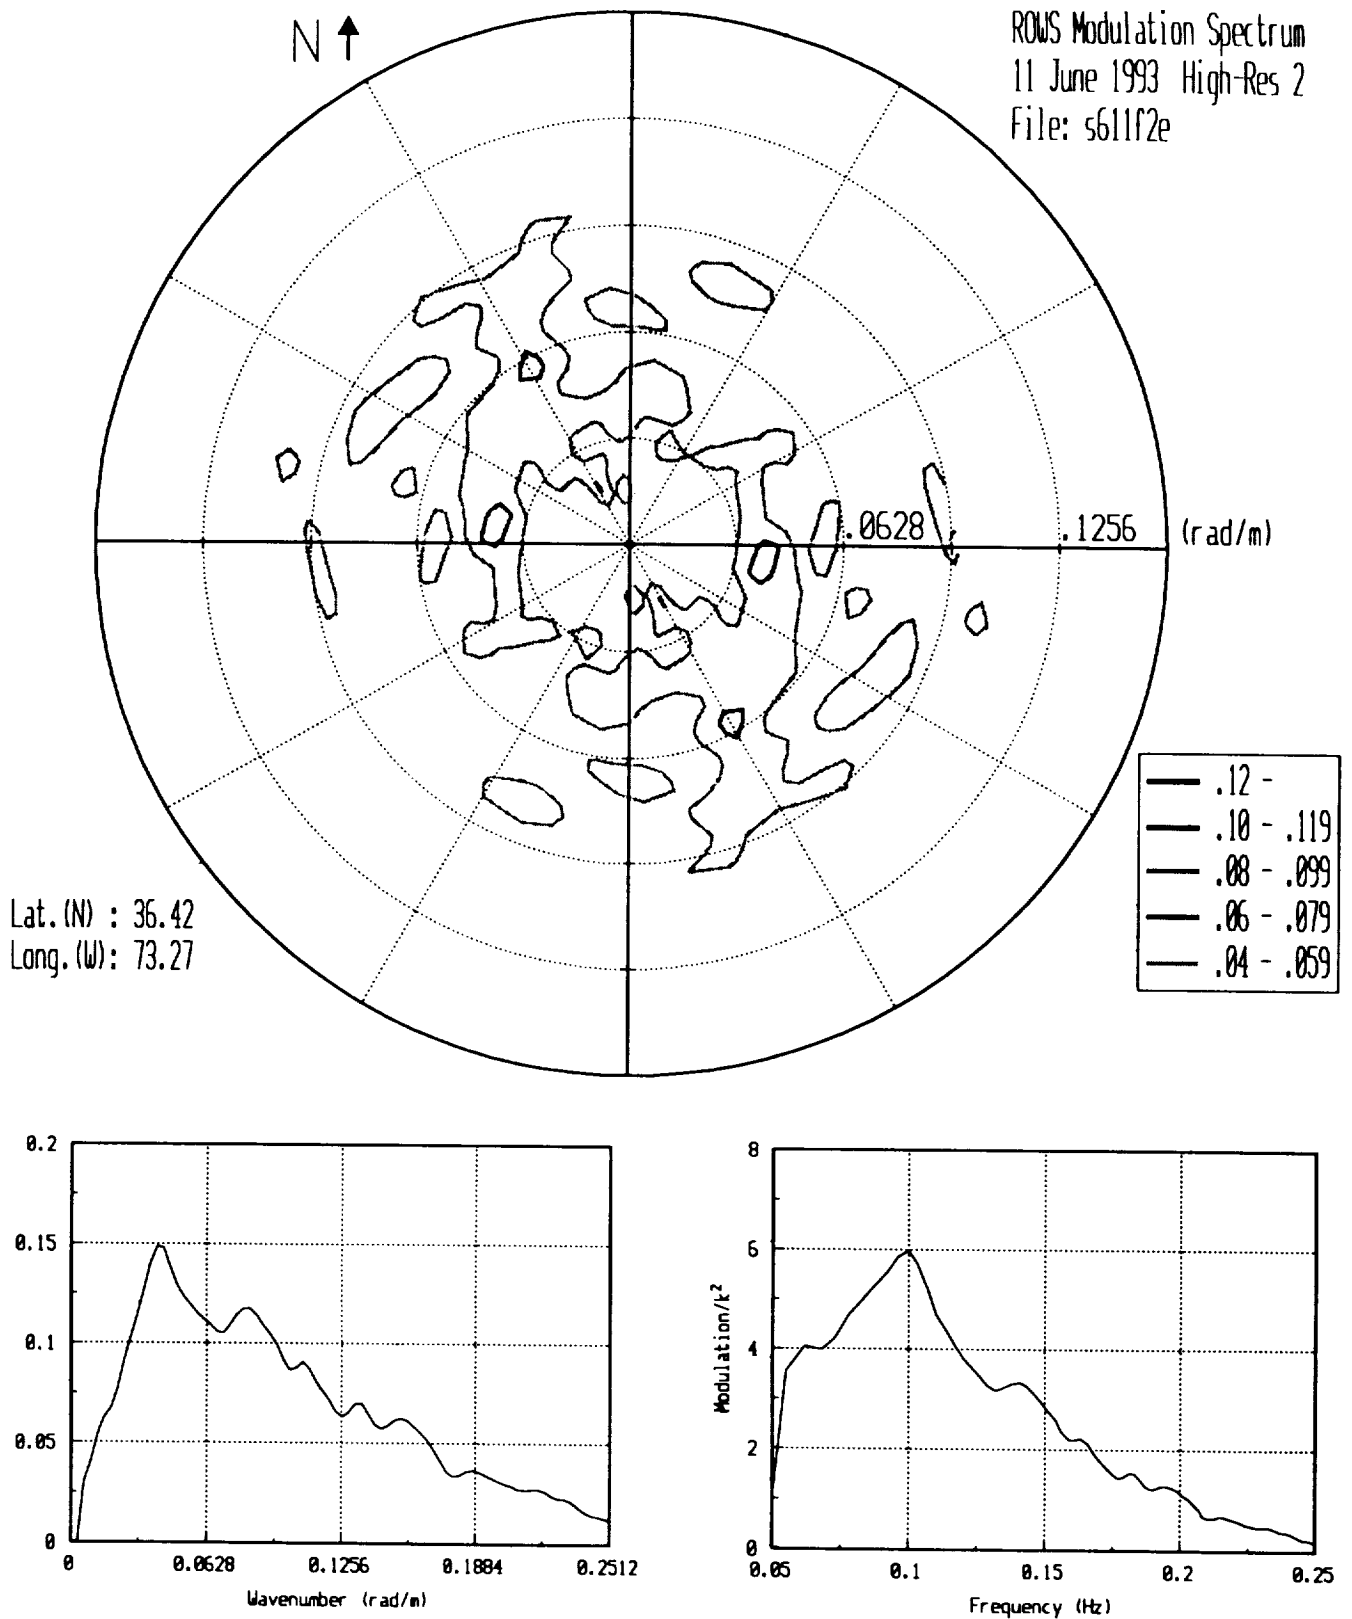 N
ROWS Modulation Spectrum
11 June 1993 High-Res 2
File: s611f2e
.0628
.1256
(rad/m)
.12 -
.10 - .119
.08 - .099
.06 - .079
.04 - .059
Lat.(N) : 36.42
Long.(W): 73.27
0.2
0.15
0.1
0.05
0
0
0.0628
0.1256
0.1884
0.2512
Wavenumber (rad/m)
8
6
4
2
0
Modulation/k²
0.05
0.1
0.15
0.2
0.25
Frequency (Hz)